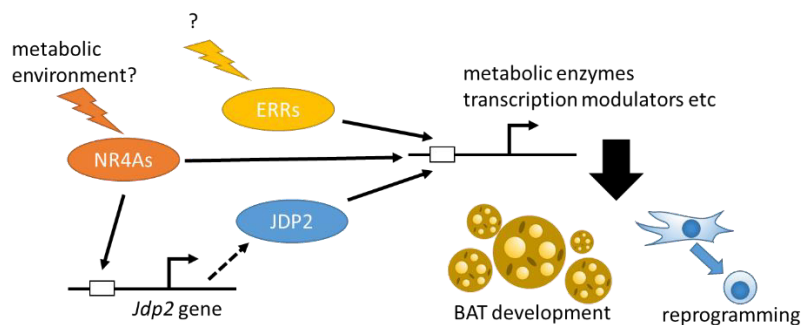 ?
metabolic
environment?
ERRs
NR4As
metabolic enzymes
transcription modulators etc
JDP2
Jdp2 gene
BAT development
reprogramming